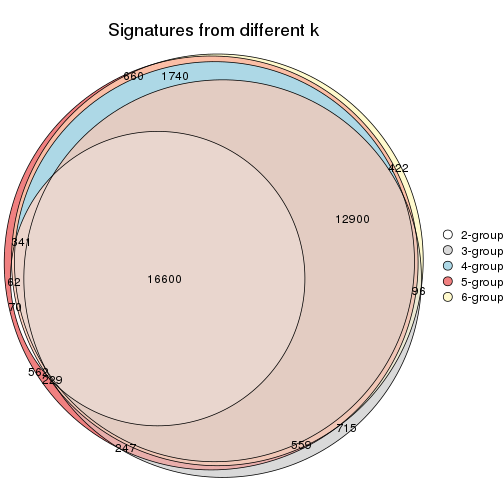 Signatures from different k
660
1740
422
12900
341
16600
62
96
70
562
229
715
559
247
2-group
3-group
4-group
5-group
6-group